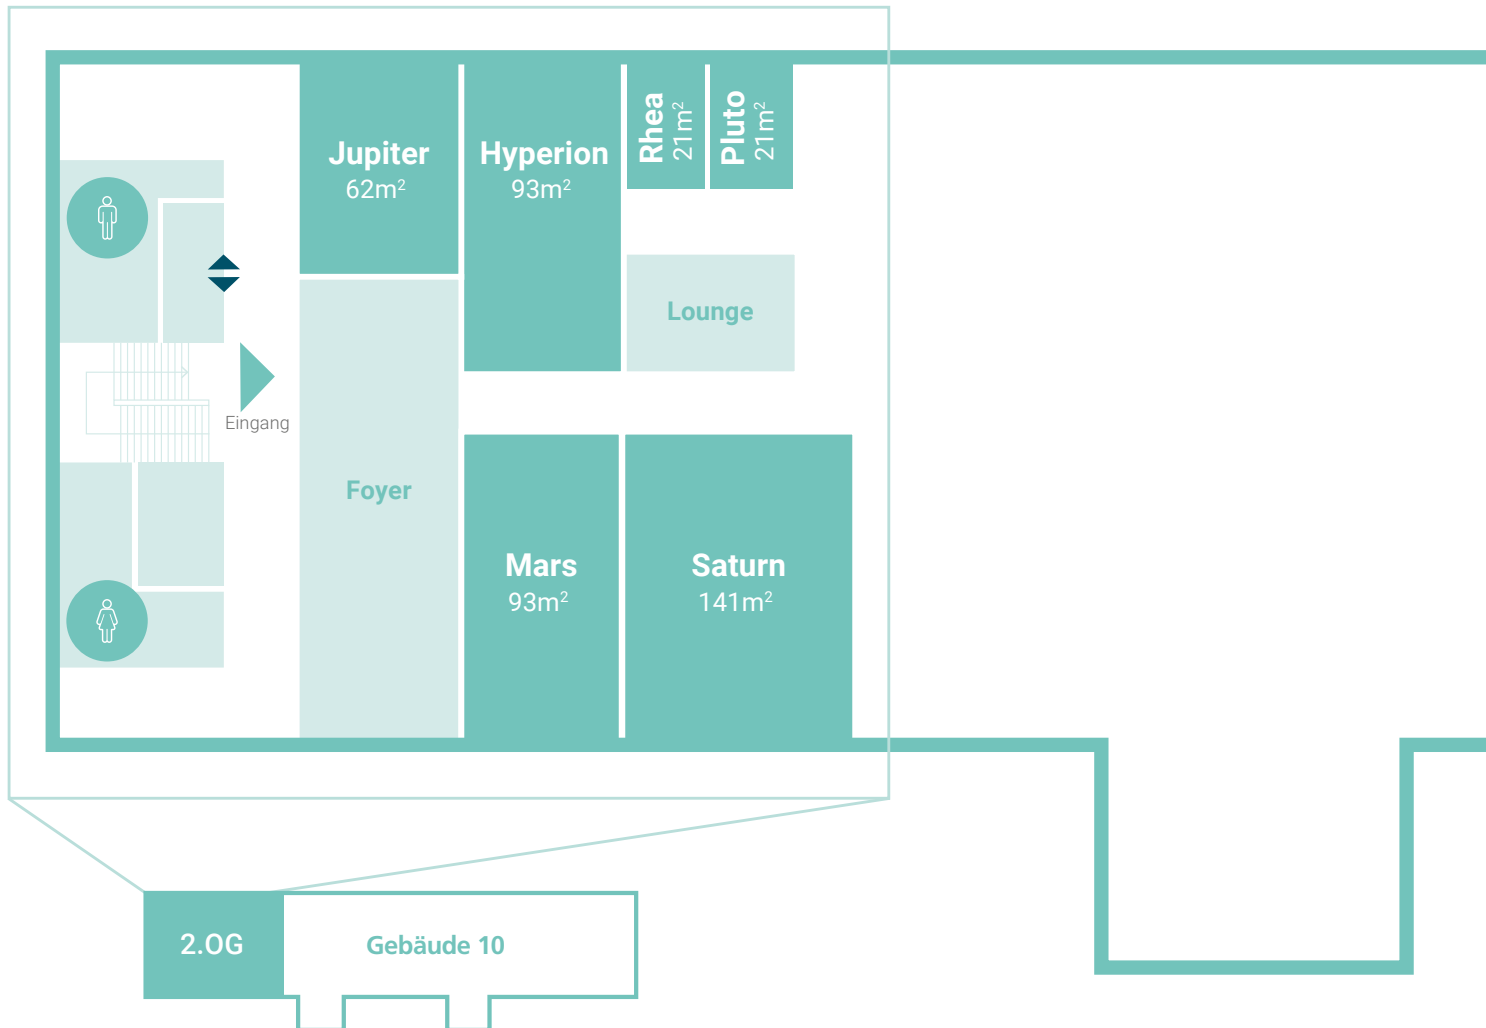 Jupiter
62m²
Hyperion
93m²
Rhea
21m²
Pluto
21m²
Lounge
Eingang
Foyer
Mars
93m²
Saturn
141m²
2.OG
Gebäude 10